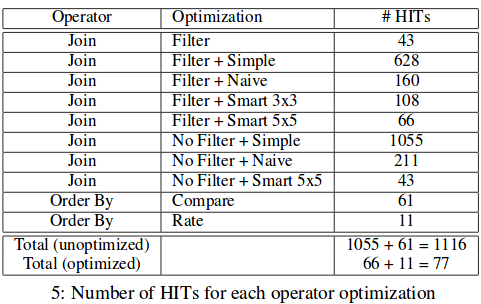 Operator Optimization # HITs
Join Filter 43
Join Filter + Simple 628
Join Filter + Naive 160
Join Filter + Smart 3x3 108
Join Filter + Smart 5x5 66
Join No Filter + Simple 1055
Join No Filter + Naive 211
Join No Filter + Smart 5x5 43
Order By Compare 61
Order By Rate 11
Total (unoptimized) 1055 + 61 = 1116
Total (optimized) 66 + 11 = 77
5: Number of HITs for each operator optimization